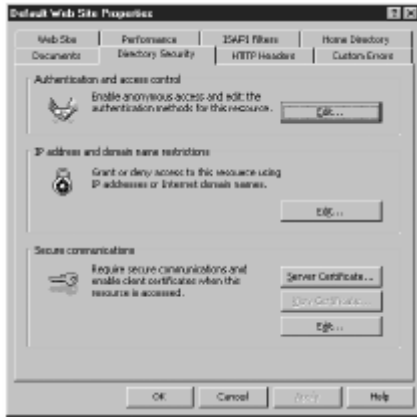 Default Web Site Properties
Web Site Performance ISAPI Filters Home Directory
Documents Directory Security HTTP Headers Custom Errors
Authentication and access control
Enable anonymous access and edit the
authentication methods for this resource.
Edit...
IP address and domain name restrictions
Grant or deny access to this resource using
IP addresses or Internet domain names.
Edit...
Secure communications
Require secure communications and
enable client certificates when this
resource is accessed.
Server Certificate...
View Certificate...
Edit...
OK Cancel Apply Help